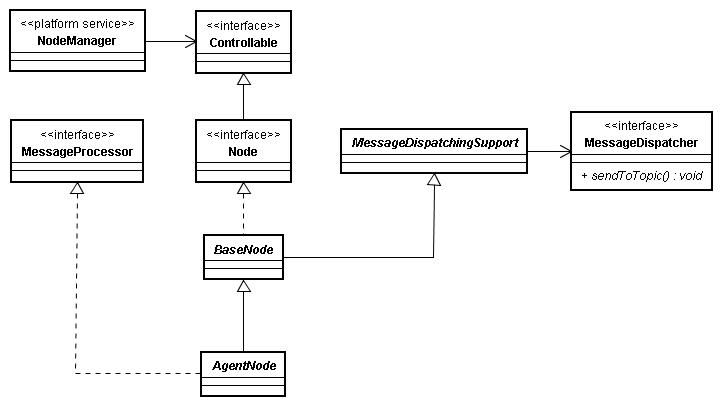 <<platform service>>
NodeManager
<<interface>>
Controllable
<<interface>>
MessageProcessor
<<interface>>
Node
MessageDispatchingSupport
<<interface>>
MessageDispatcher
+ sendToTopic() : void
BaseNode
AgentNode